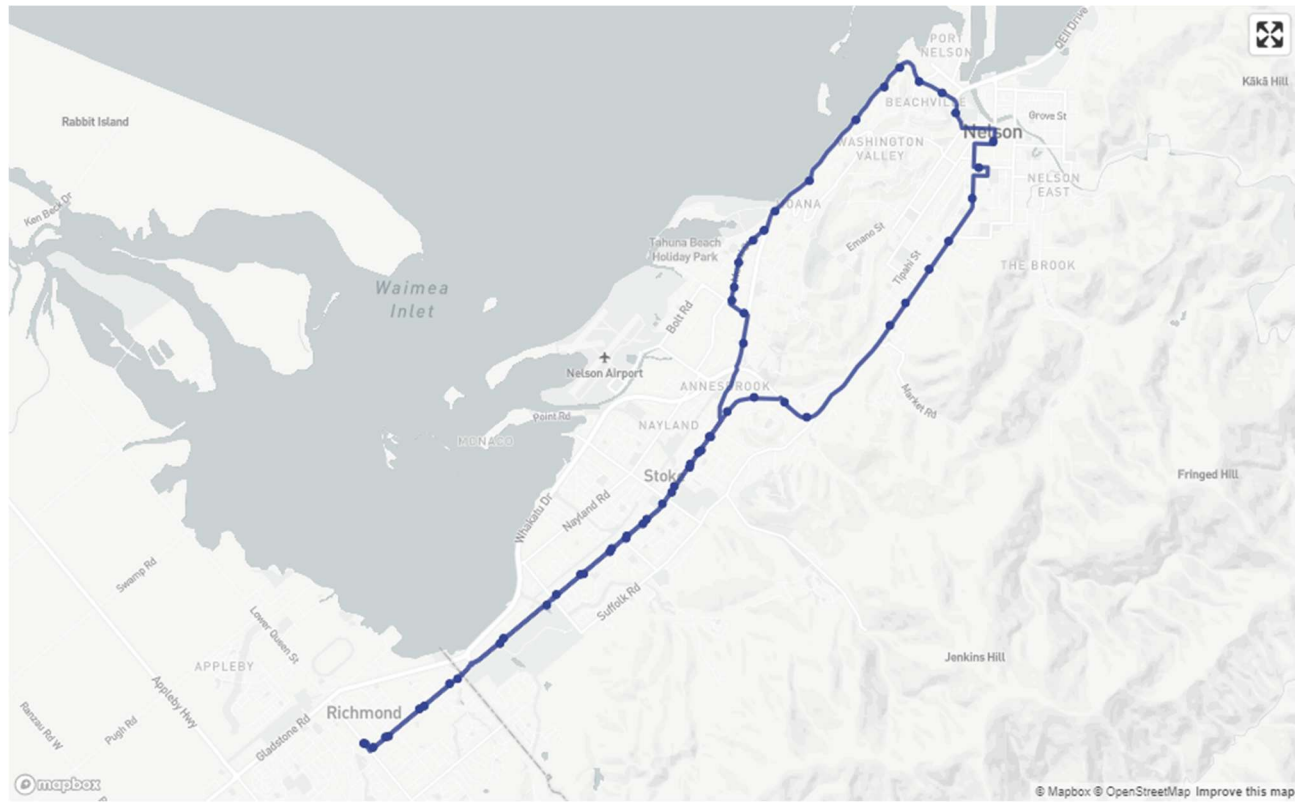 PORT
NELSON
QEII Drive
Kākā Hill
BEACHVILLE
Rabbit Island
Grove St
Nelson
WASHINGTON
VALLEY
NELSON
EAST
Ken Beck Dr
MOANA
Emano St
Tahuna Beach
Holiday Park
Tipahi St
THE BROOK
Waimea
Inlet
Bolt Rd
Nelson Airport
ANNESBROOK
Market Rd
Point Rd
NAYLAND
MONACO
Stoke
Fringed Hill
Nayland Rd
Whakatu Dr
Swamp Rd
Suffolk Rd
Lower Queen St
Jenkins Hill
APPLEBY
Appleby Hwy
Richmond
Ranzau Rd W
Pugh Rd
Gladstone Rd
mapbox
© Mapbox © OpenStreetMap Improve this map